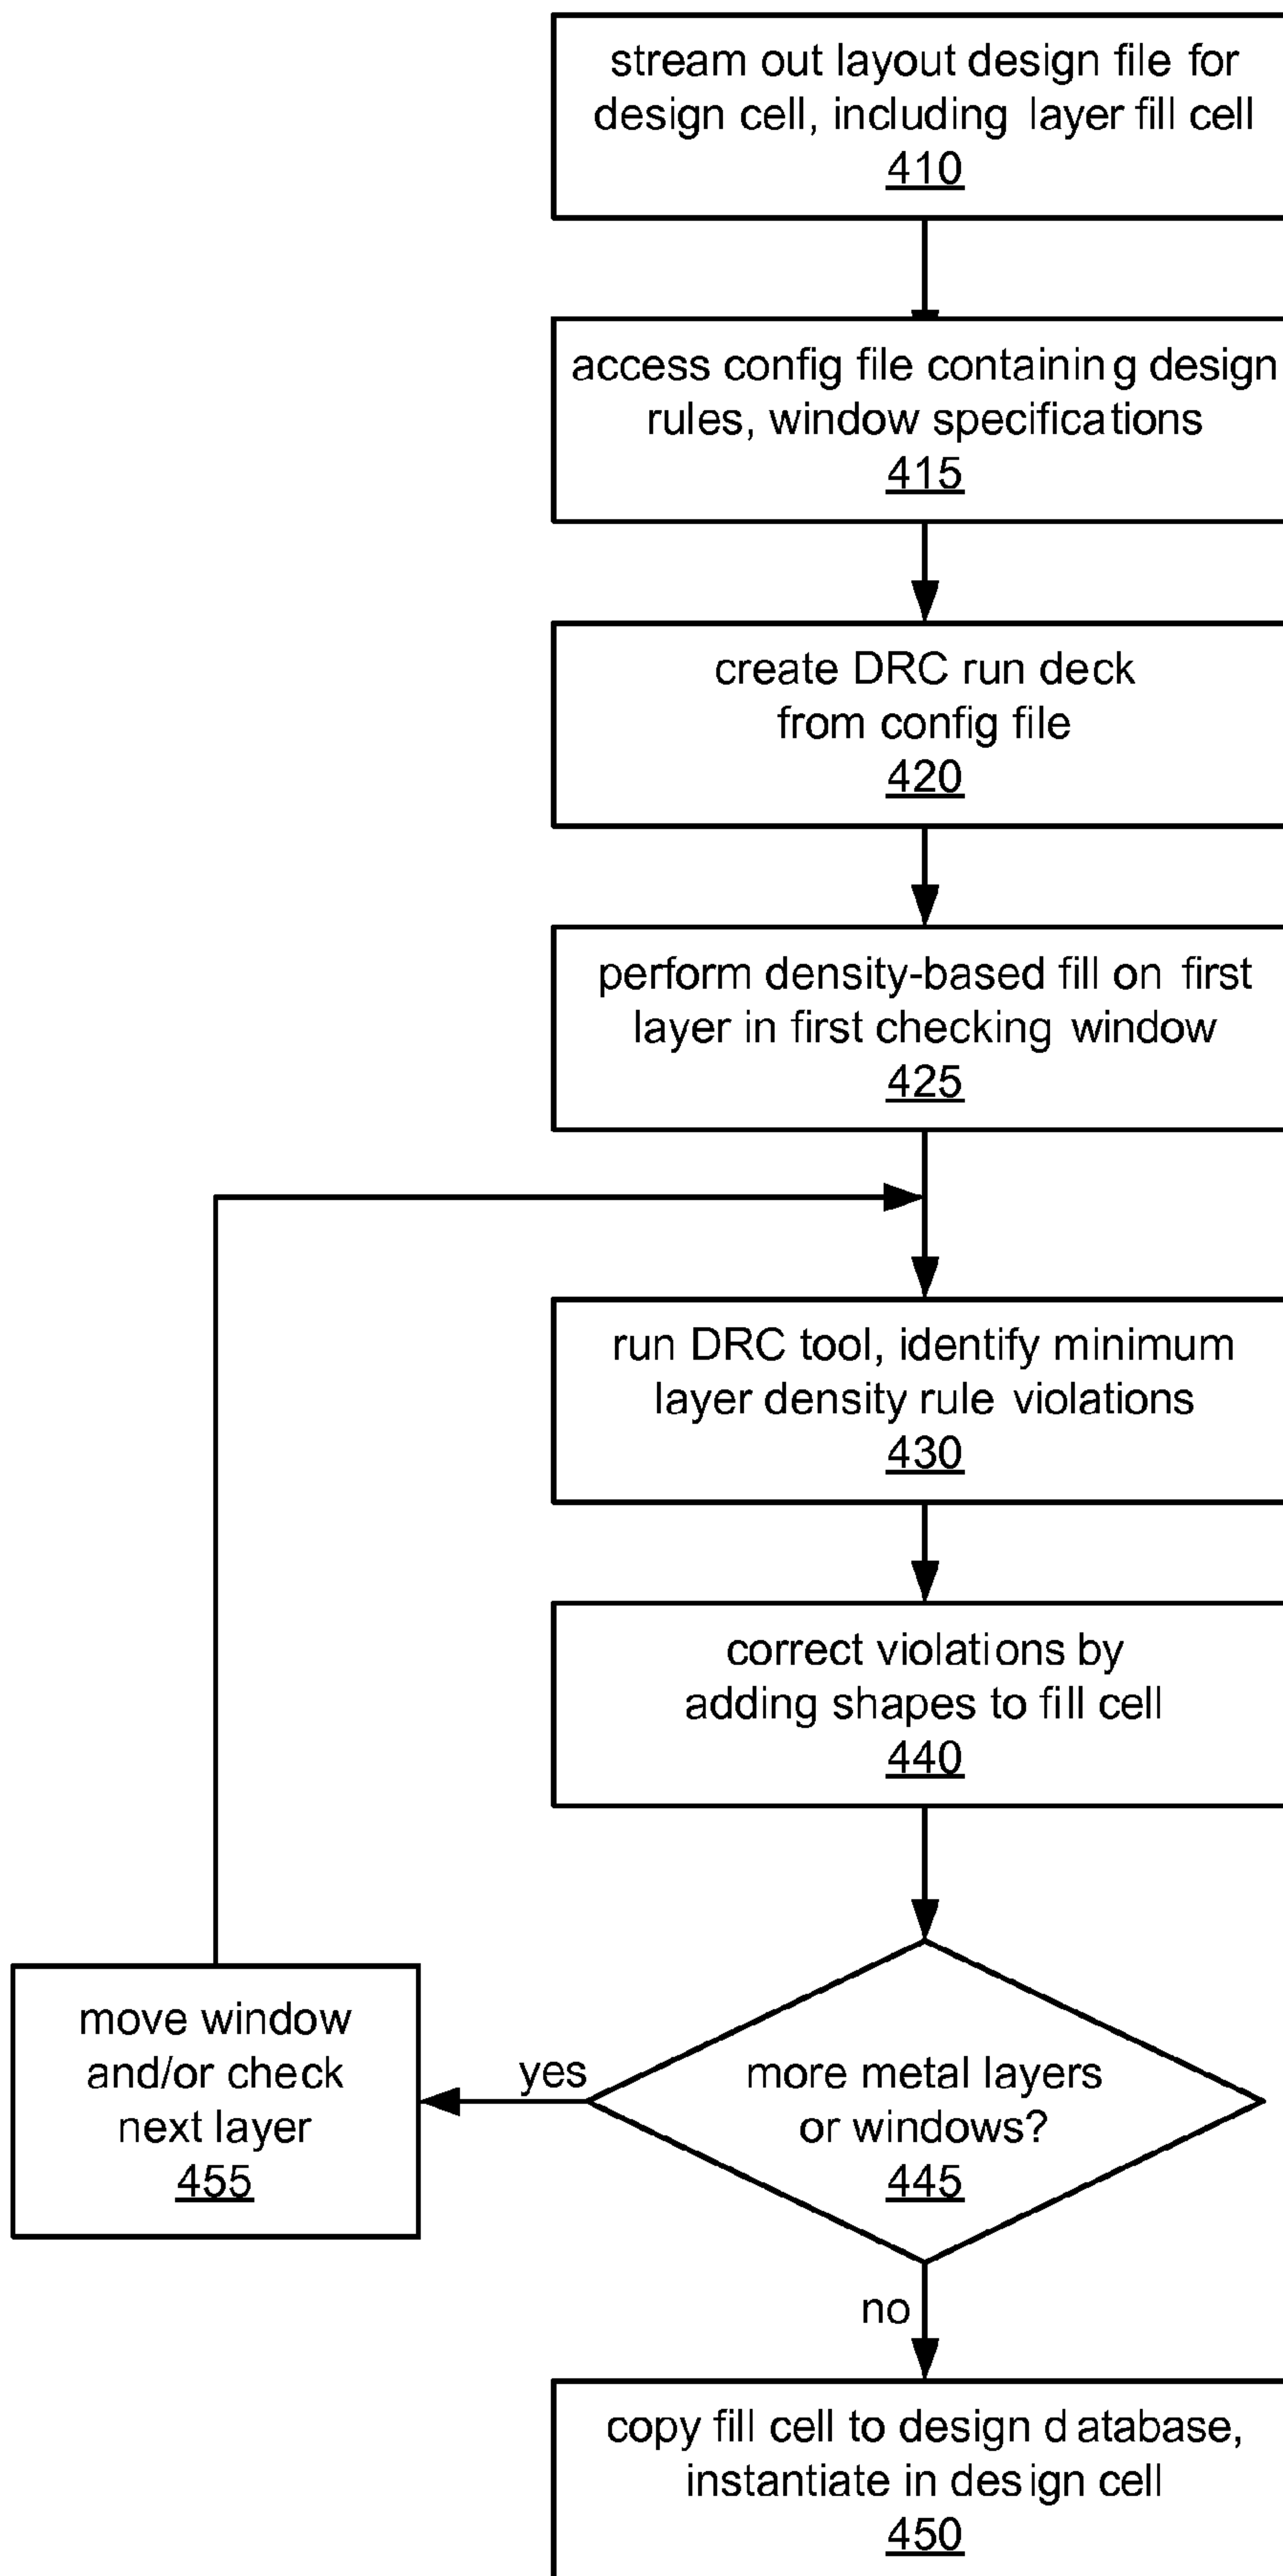 stream out layout design file for
design cell, including layer fill cell
410
access config file containing design
rules, window specifications
415
create DRC run deck
from config file
420
perform density-based fill on first
layer in first checking window
425
run DRC tool, identify minimum
layer density rule violations
430
correct violations by
adding shapes to fill cell
440
more metal layers
or windows?
445
yes
move window
and/or check
next layer
455
no
copy fill cell to design database,
instantiate in design cell
450